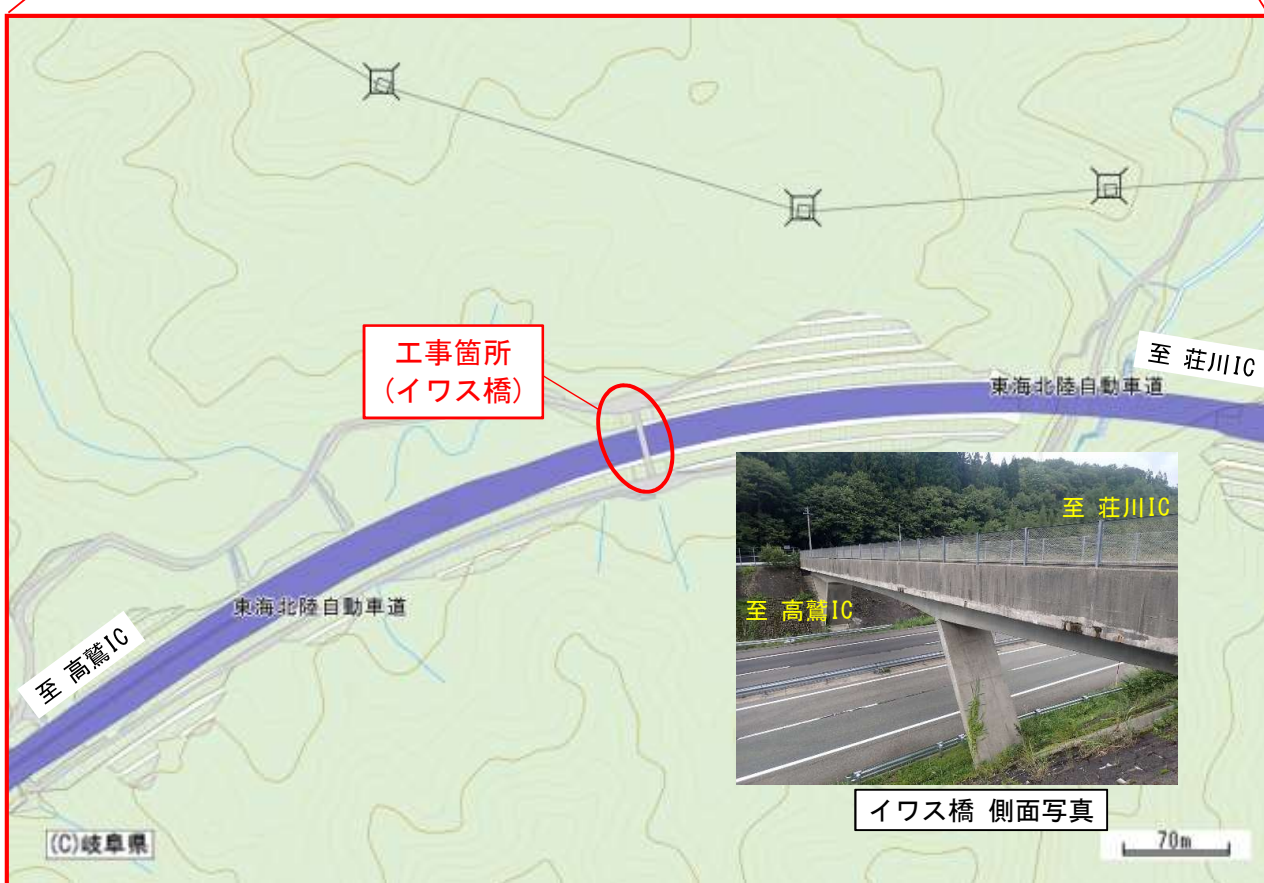 工事箇所
(イワス橋)
至 荘川IC
東海北陸自動車道
至 荘川IC
至 高鷲IC
東海北陸自動車道
至 高鷲IC
イワス橋 側面写真
(C)岐阜県
70m